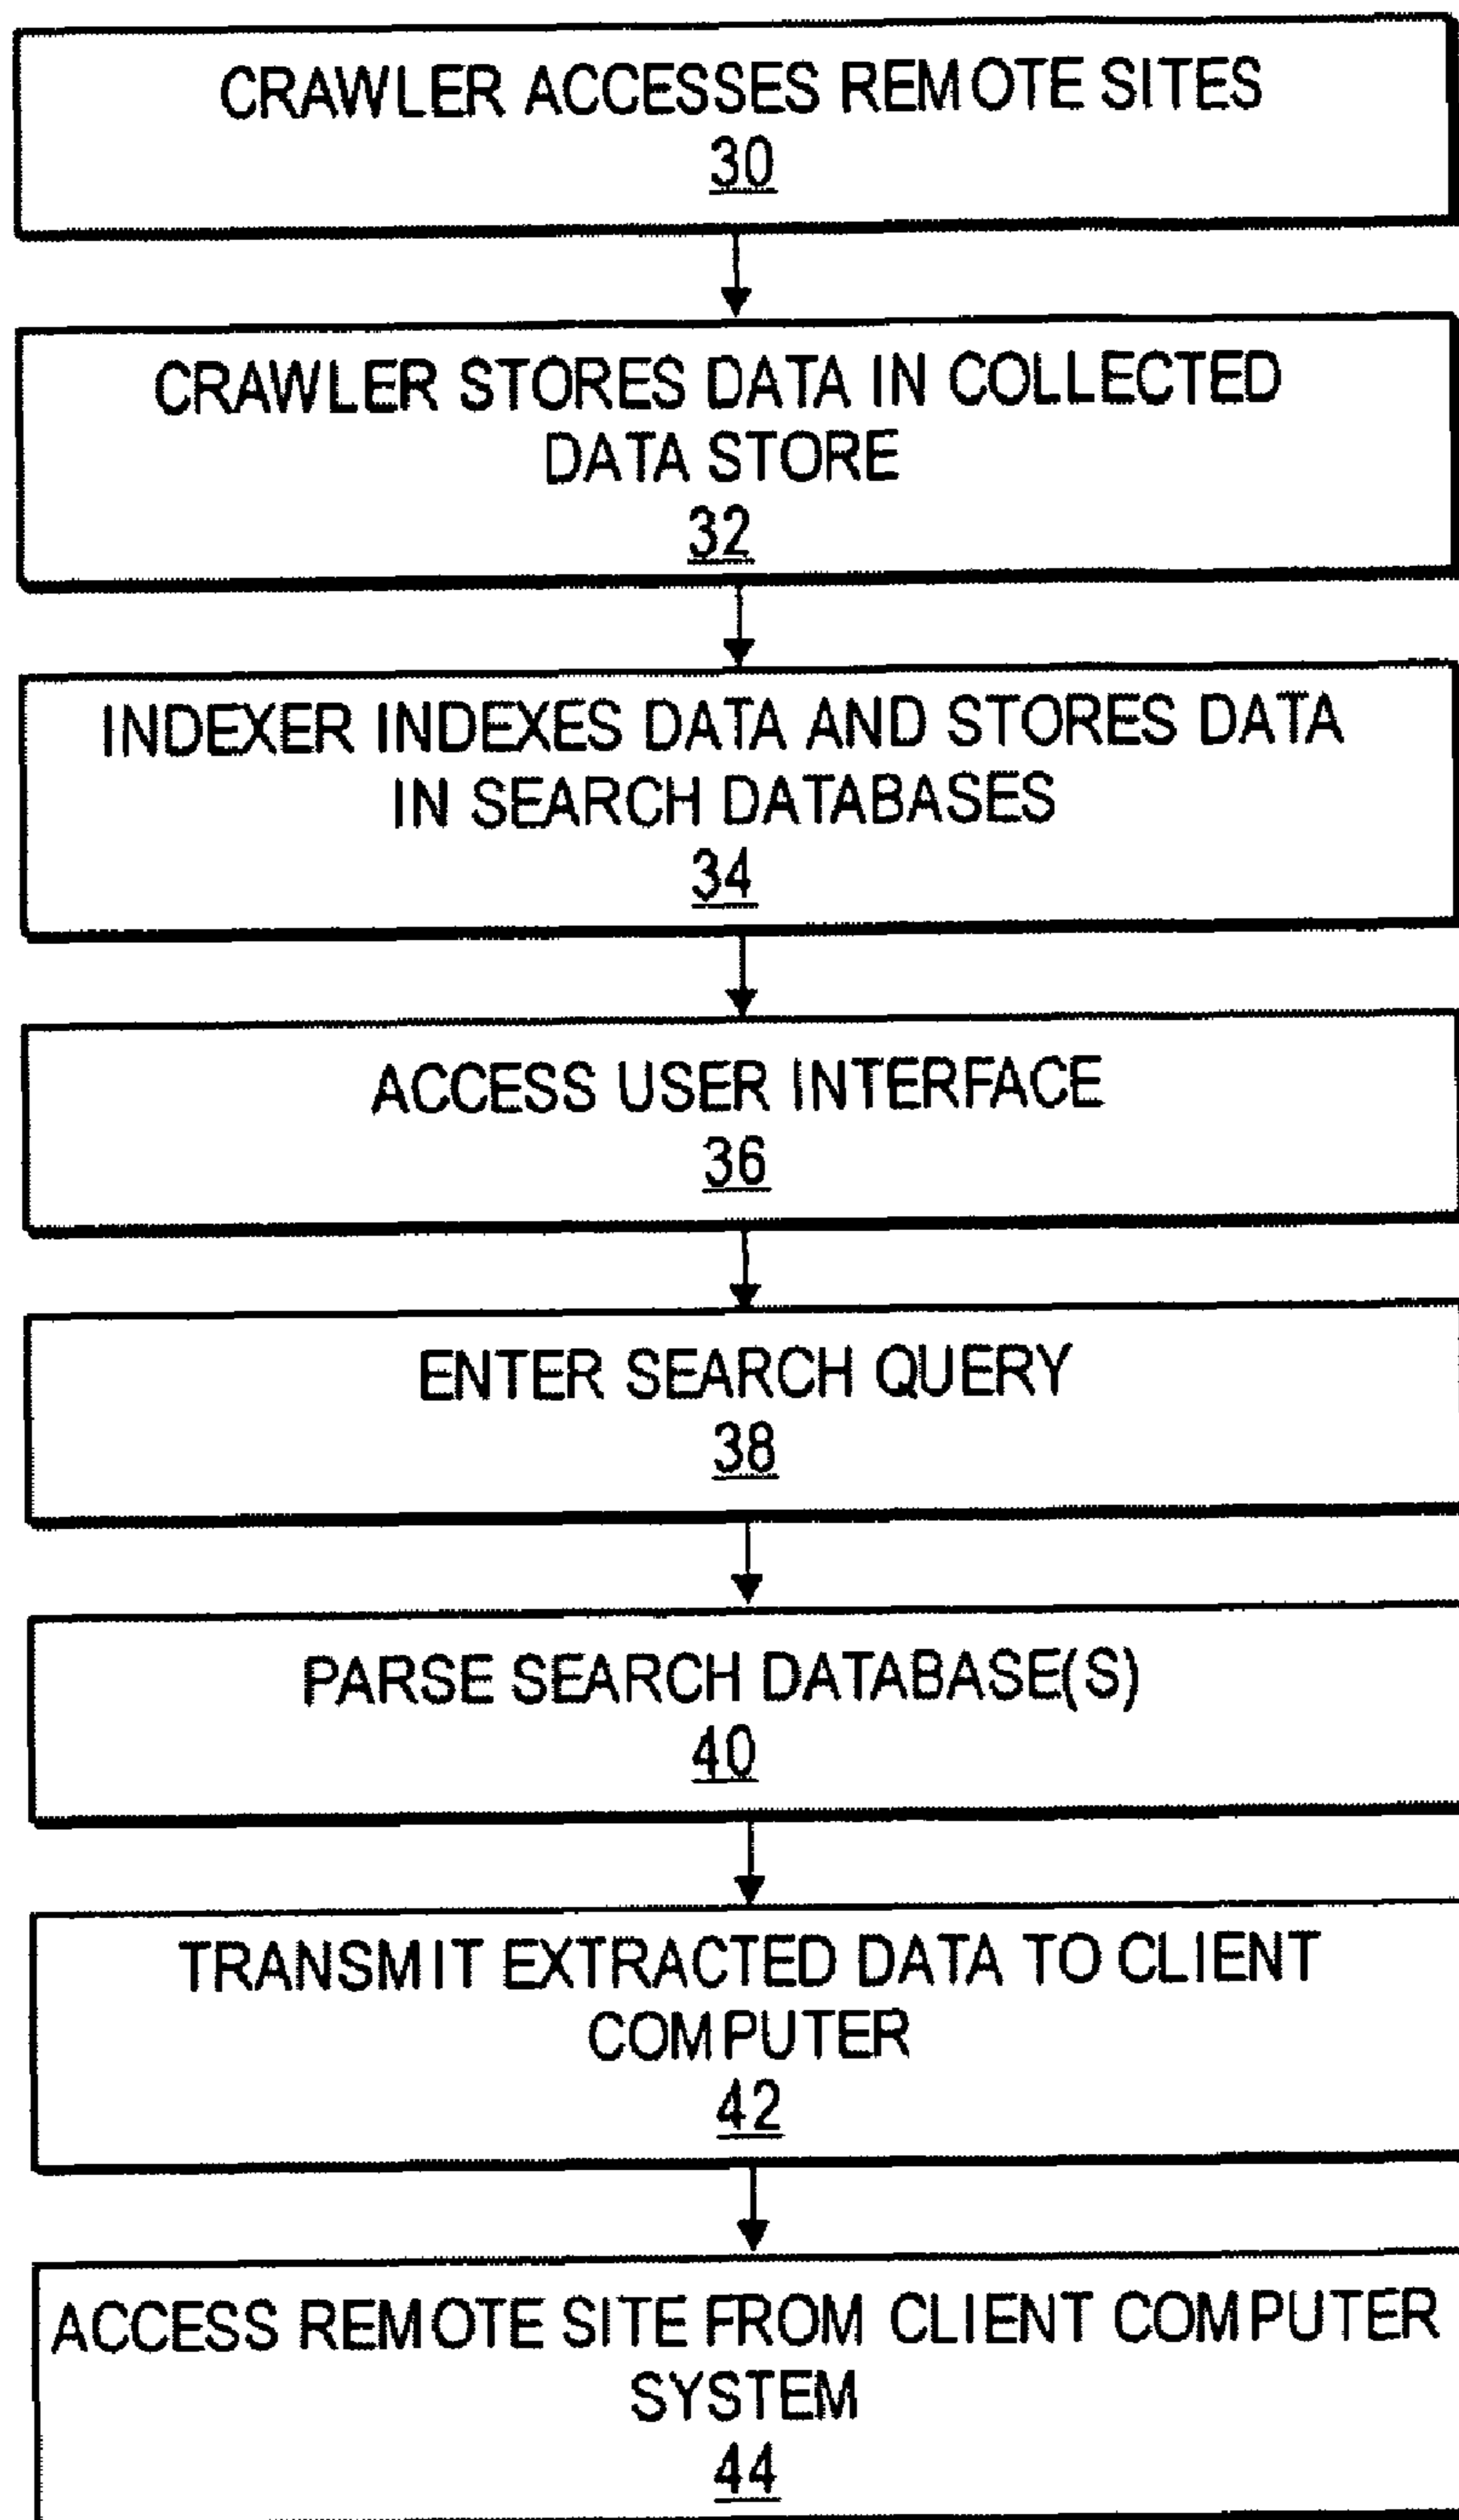 CRAWLER ACCESSES REMOTE SITES
30
CRAWLER STORES DATA IN COLLECTED
DATA STORE
32
INDEXER INDEXES DATA AND STORES DATA
IN SEARCH DATABASES
34
ACCESS USER INTERFACE
36
ENTER SEARCH QUERY
38
PARSE SEARCH DATABASE(S)
40
TRANSMIT EXTRACTED DATA TO CLIENT
COMPUTER
42
ACCESS REMOTE SITE FROM CLIENT COMPUTER
SYSTEM
44